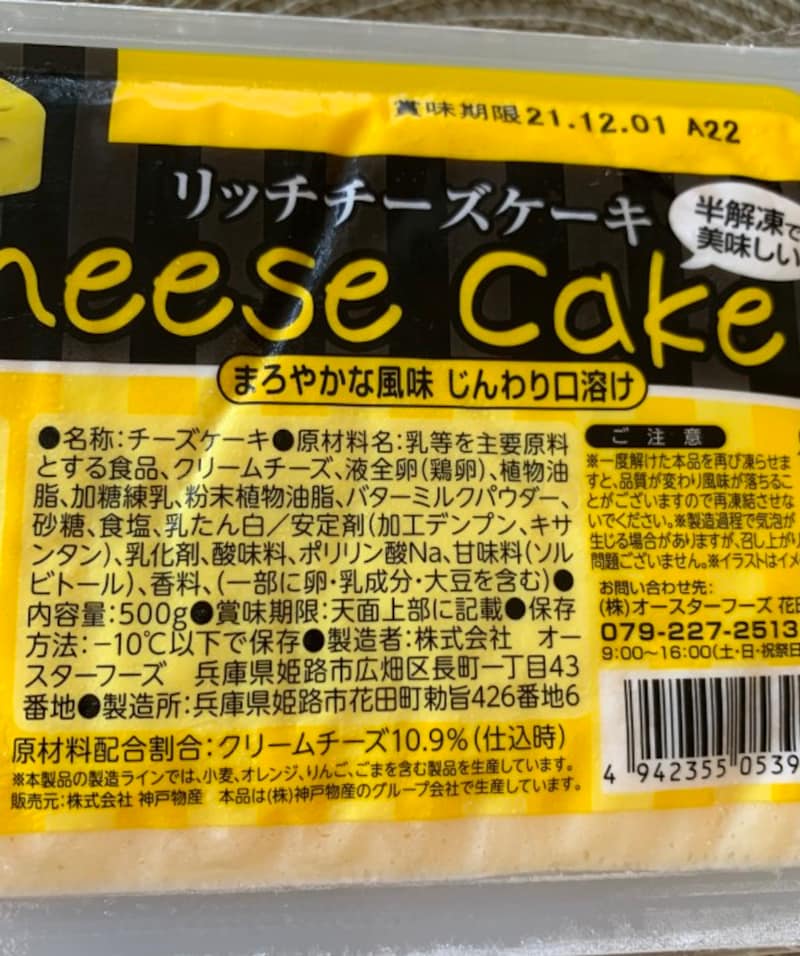 賞味期限21.12.01 A22
リッチチーズケーキ
半解凍で
美味しい
heese Cake
まろやかな風味 じんわり口溶け
●名称:チーズケーキ●原材料名:乳等を主要原料
とする食品、クリームチーズ、液全卵(鶏卵)、植物油
脂、加糖練乳、粉末植物油脂、バターミルクパウダー、
砂糖、食塩、乳たん白/安定剤(加工デンプン、キサ
ンタン)、乳化剤、酸味料、ポリリン酸Na、甘味料(ソル
ビトール)、香料、(一部に卵・乳成分・大豆を含む)●
内容量:500g●賞味期限:天面上部に記載●保存
方法:-10℃以下で保存●製造者:株式会社 オー
スターフーズ 兵庫県姫路市広畑区長町一丁目43
番地●製造所:兵庫県姫路市花田町勅旨426番地6
原材料配合割合:クリームチーズ10.9%(仕込時)
※本製品の製造ラインでは、小麦、オレンジ、りんご、ごまを含む製品を生産しています。
販売元:株式会社 神戸物産 本品は(株)神戸物産のグループ会社で生産しています。
ご注意
※一度解けた本品を再び凍らせま
すと、品質が変わり風味が落ちるこ
とがございますので再凍結させな
いでください。※製造過程で気泡が
生じる場合がありますが、召し上がり
問題ございません。※イラストはイメ
お問い合わせ先:
(株)オースターフーズ 花田
079-227-2513
9:00〜16:00(土・日・祝祭日
4 942355 0539